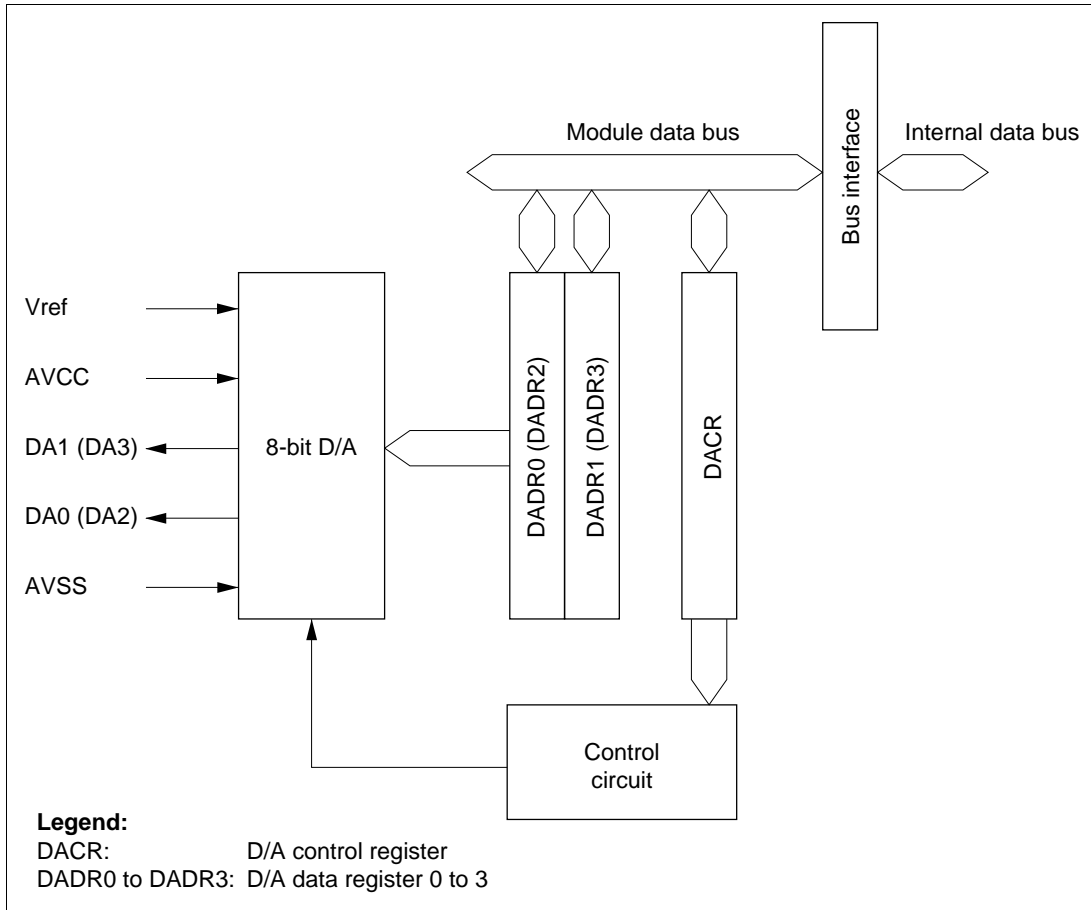 Module data bus
Internal data bus
Bus interface
Vref
AVCC
DA1 (DA3)
DA0 (DA2)
AVSS
8-bit D/A
DADR0 (DADR2)
DADR1 (DADR3)
DACR
Control
circuit
Legend:
DACR: D/A control register
DADR0 to DADR3: D/A data register 0 to 3